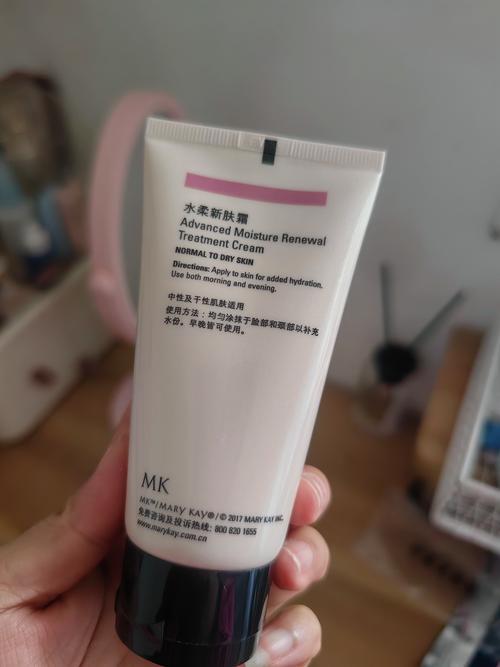 水柔新肤霜
Advanced Moisture Renewal
Treatment Cream
NORMAL TO DRY SKIN
Directions: Apply to skin for added hydration.
Use both morning and evening.
中性及干性肌肤适用
使用方法：均匀涂抹于脸部和颈部以补充
水份。早晚皆可使用。
MK
MK™/MARY KAY®/© 2017 MARY KAY INC.
免费咨询及投诉热线: 800 820 1655
www.marykay.com.cn